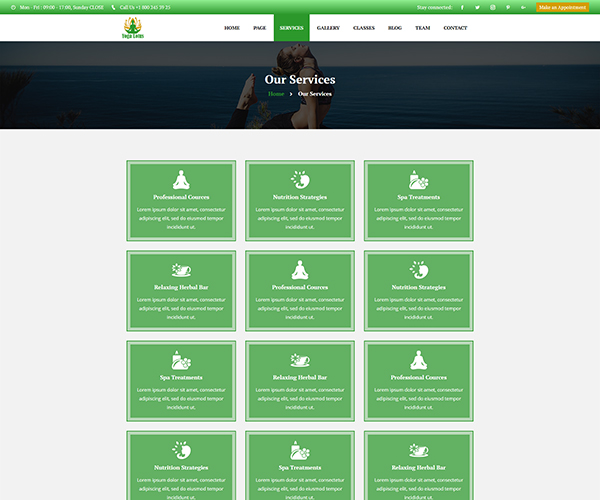 Mon - Fri : 09:00 - 17:00, Sunday CLOSE Call Us +1 800 245 39 25 Stay connected: Make an Appointment
Yoga Lotus
HOME PAGE SERVICES GALLERY CLASSES BLOG TEAM CONTACT
Our Services
Home > Our Services
Professional Cources
Lorem ipsum dolor sit amet, consectetur
adipiscing elit, sed do eiusmod tempor
incididunt ut.
Nutrition Strategies
Lorem ipsum dolor sit amet, consectetur
adipiscing elit, sed do eiusmod tempor
incididunt ut.
Spa Treatments
Lorem ipsum dolor sit amet, consectetur
adipiscing elit, sed do eiusmod tempor
incididunt ut.
Relaxing Herbal Bar
Lorem ipsum dolor sit amet, consectetur
adipiscing elit, sed do eiusmod tempor
incididunt ut.
Professional Cources
Lorem ipsum dolor sit amet, consectetur
adipiscing elit, sed do eiusmod tempor
incididunt ut.
Nutrition Strategies
Lorem ipsum dolor sit amet, consectetur
adipiscing elit, sed do eiusmod tempor
incididunt ut.
Spa Treatments
Lorem ipsum dolor sit amet, consectetur
adipiscing elit, sed do eiusmod tempor
incididunt ut.
Relaxing Herbal Bar
Lorem ipsum dolor sit amet, consectetur
adipiscing elit, sed do eiusmod tempor
incididunt ut.
Professional Cources
Lorem ipsum dolor sit amet, consectetur
adipiscing elit, sed do eiusmod tempor
incididunt ut.
Nutrition Strategies
Lorem ipsum dolor sit amet, consectetur
adipiscing elit, sed do eiusmod tempor
Spa Treatments
Lorem ipsum dolor sit amet, consectetur
adipiscing elit, sed do eiusmod tempor
Relaxing Herbal Bar
Lorem ipsum dolor sit amet, consectetur
adipiscing elit, sed do eiusmod tempor